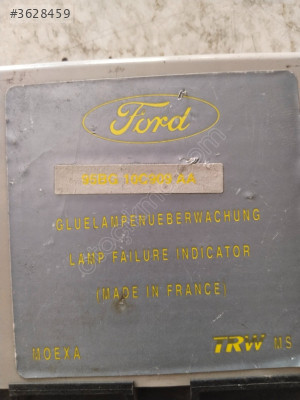 #3628459
Ford
GLUELAMPENUEBERWACHUNG
LAMP FAILURE INDICATOR
(MADE IN FRANCE)
MOEXA
TRW MS